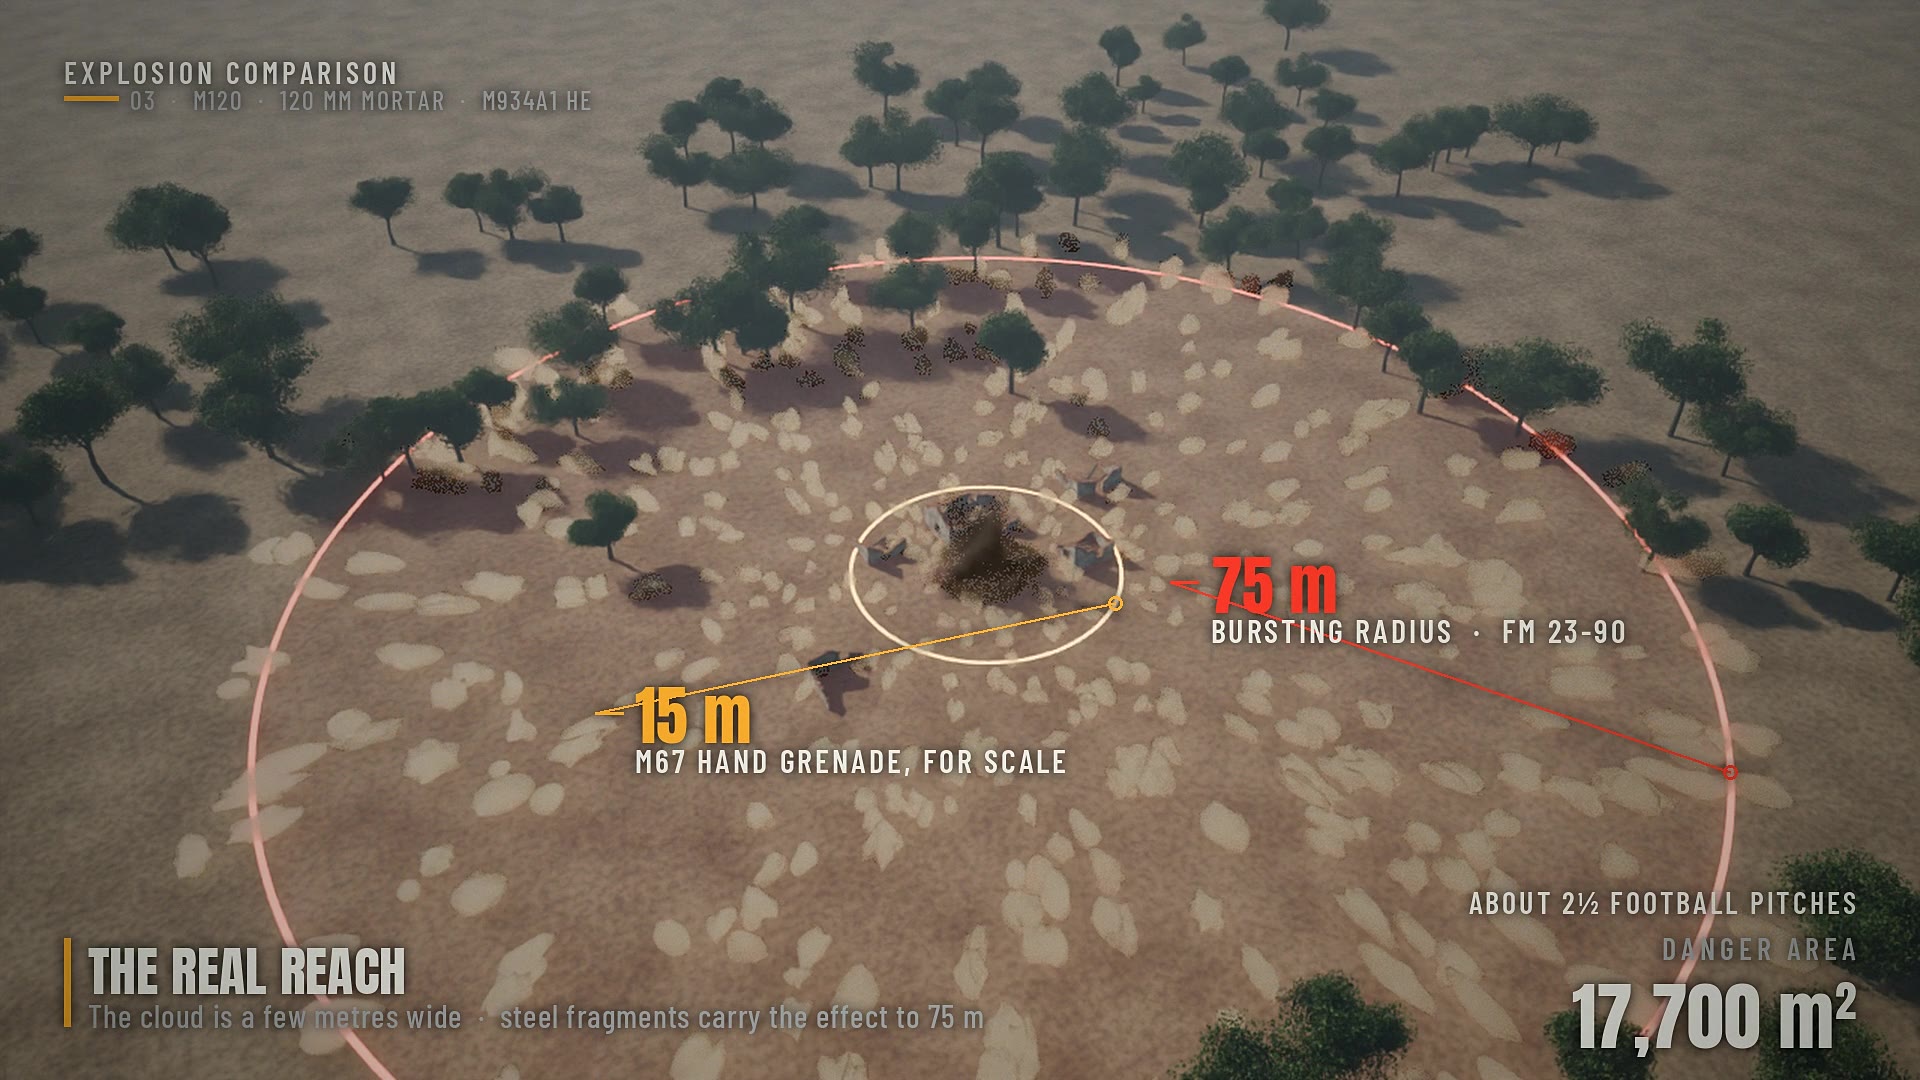 EXPLOSION COMPARISON
03 · M120 · 120 MM MORTAR · M934A1 HE
75 m
BURSTING RADIUS · FM 23-90
15 m
M67 HAND GRENADE, FOR SCALE
ABOUT 2½ FOOTBALL PITCHES
DANGER AREA
17,700 m²
THE REAL REACH
The cloud is a few metres wide · steel fragments carry the effect to 75 m